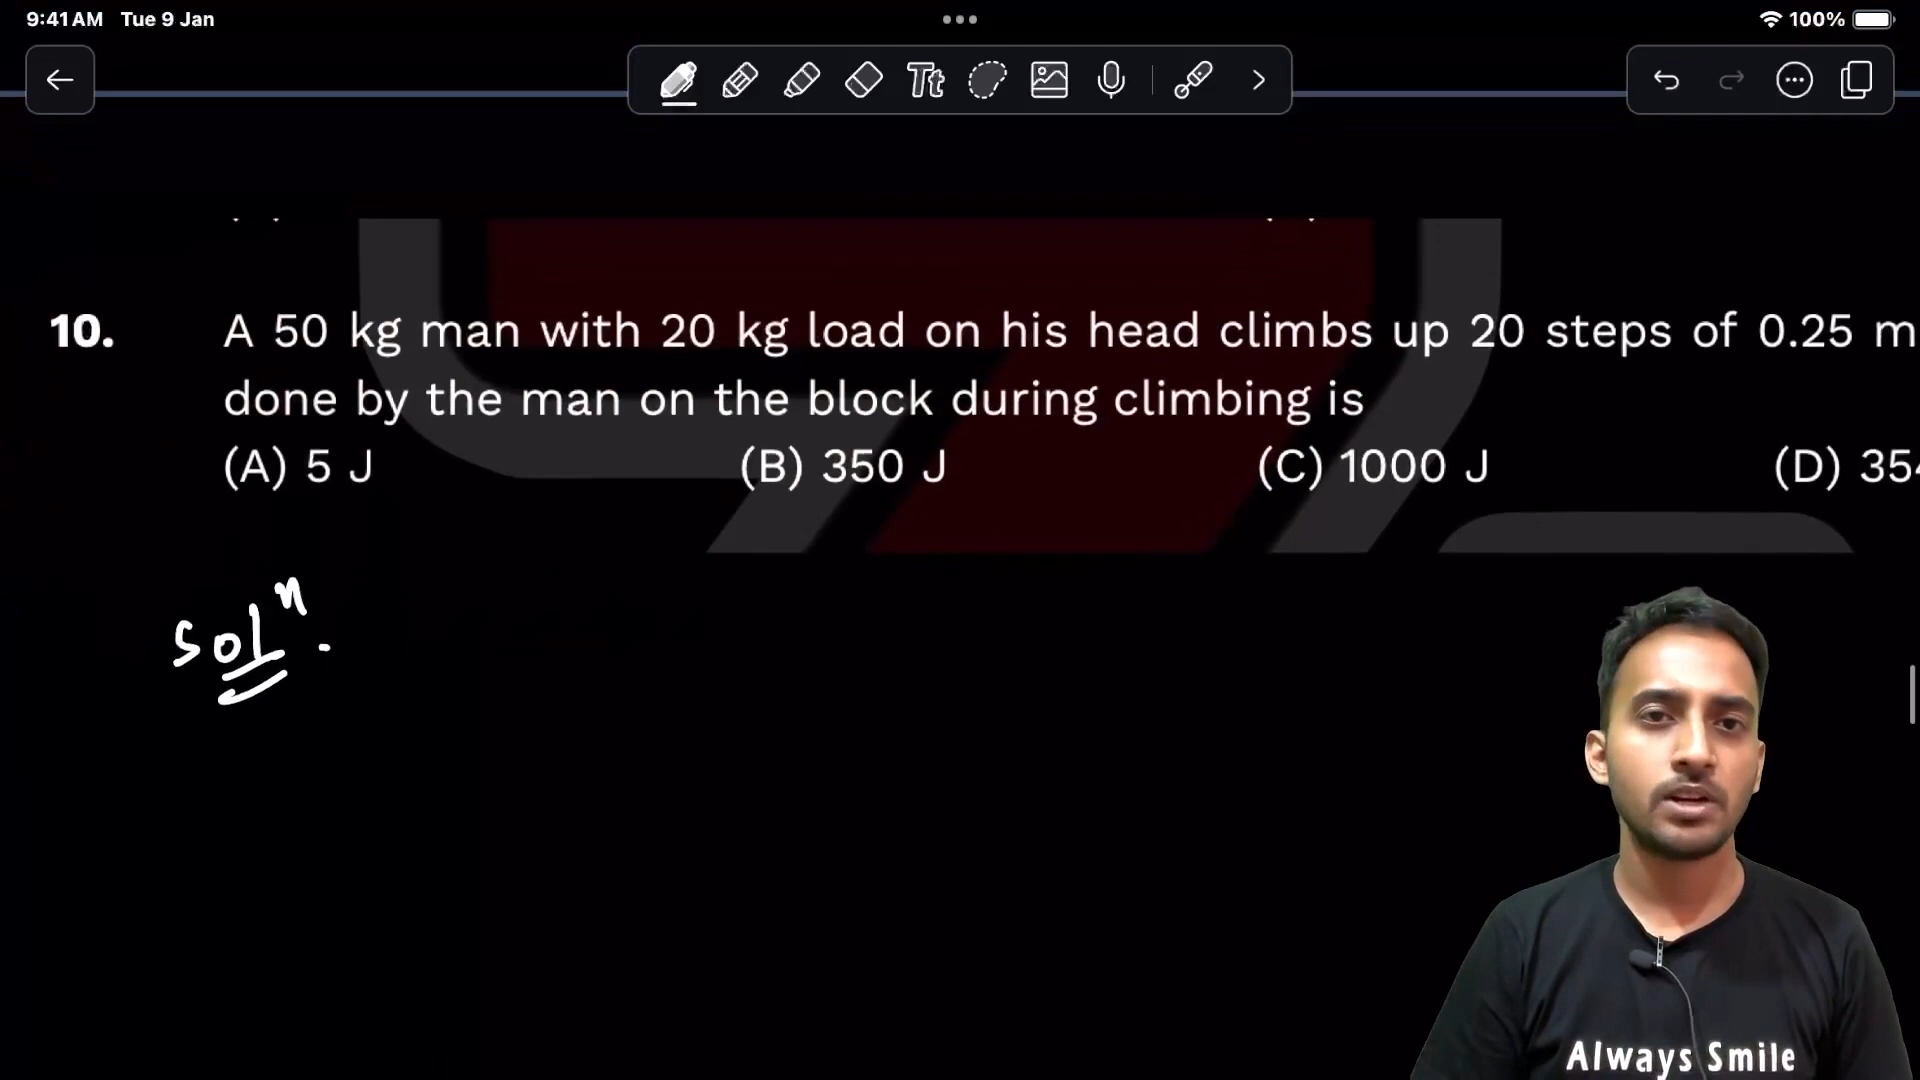 9:41 AM Tue 9 Jan
100%
Tt
10. A 50 kg man with 20 kg load on his head climbs up 20 steps of 0.25 m
done by the man on the block during climbing is
(A) 5 J (B) 350 J (C) 1000 J (D) 35
Solⁿ.
Always Smile